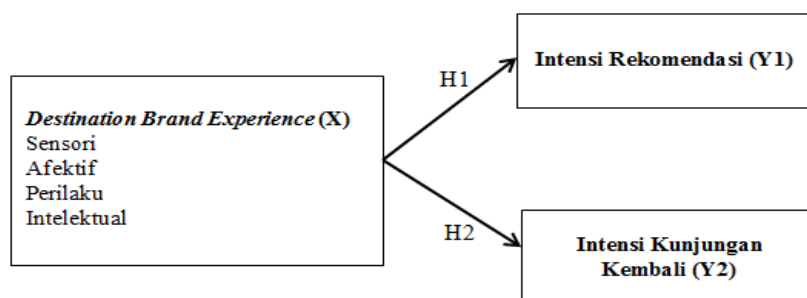 Destination Brand Experience (X)
Sensori
Afektif
Perilaku
Intelektual
H1
Intensi Rekomendasi (Y1)
H2
Intensi Kunjungan
Kembali (Y2)